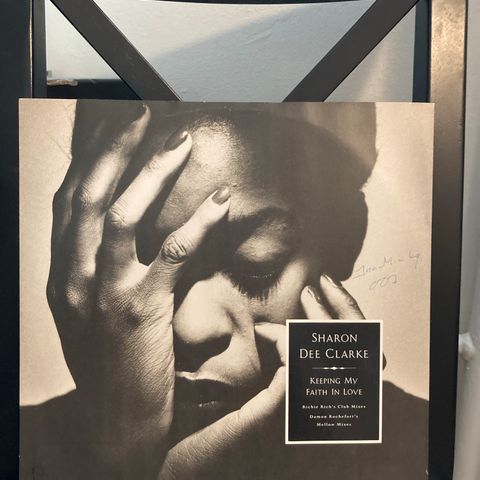 SHARON
DEE CLARKE
KEEPING MY
FAITH IN LOVE
Richie Rich's Club Mixes
Damon Rochefort's
Mellow Mixes